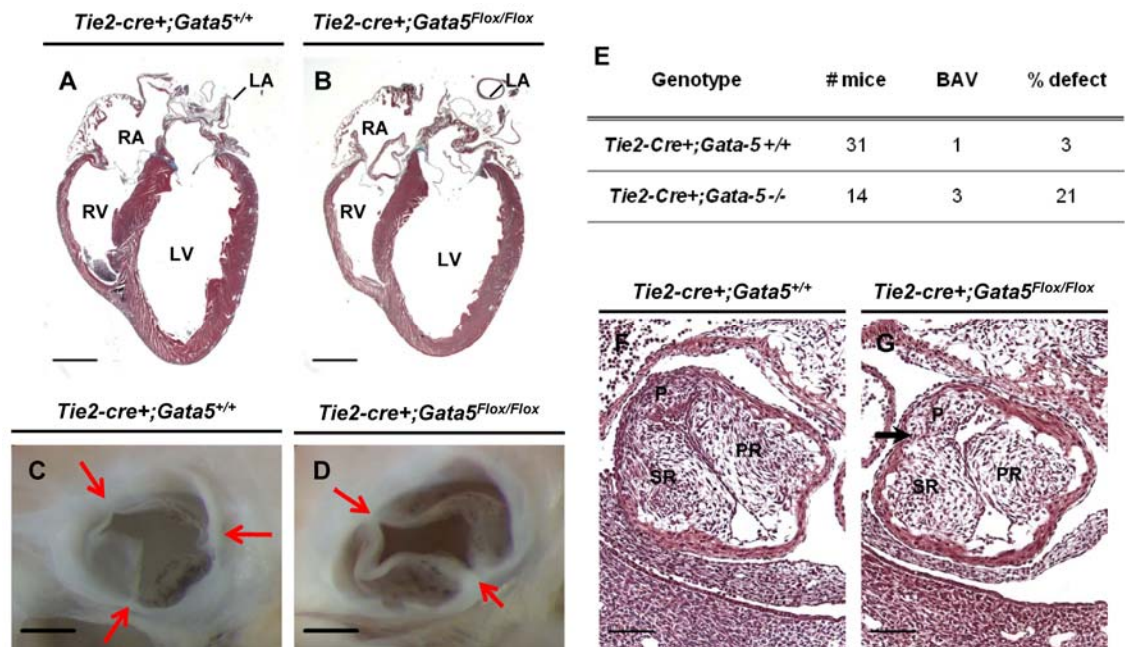 Tie2-cre+;Gata5+/+
Tie2-cre+;Gata5Flox/Flox
A
LA
RA
RV
LV
B
LA
RA
RV
LV
E
Genotype # mice BAV % defect
Tie2-Cre+;Gata-5 +/+ 31 1 3
Tie2-Cre+;Gata-5 -/- 14 3 21
Tie2-cre+;Gata5+/+
Tie2-cre+;Gata5Flox/Flox
C
D
Tie2-cre+;Gata5+/+
Tie2-cre+;Gata5Flox/Flox
F
P
PR
SR
G
P
PR
SR